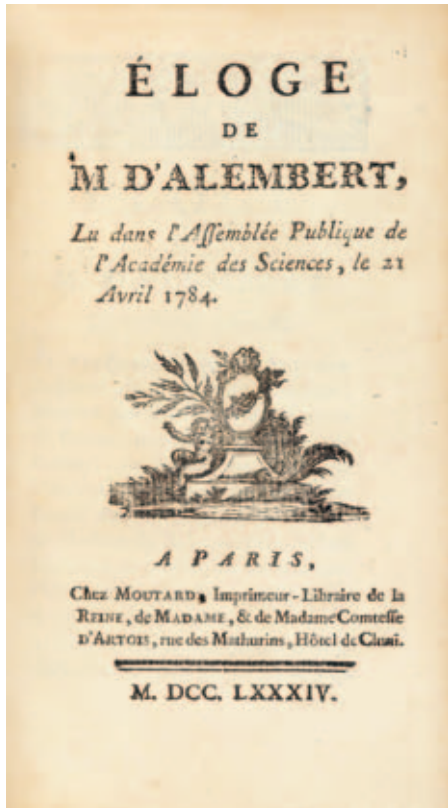 ÉLOGE
DE
M D'ALEMBERT,
Lu dans l'Assemblée Publique de
l'Académie des Sciences, le 21
Avril 1784.
A PARIS,
Chez MOUTARD, Imprimeur-Libraire de la
REINE, de MADAME, & de Madame Comtesse
D'ARTOIS, rue des Mathurins, Hôtel de Cluni.
M. DCC. LXXXIV.